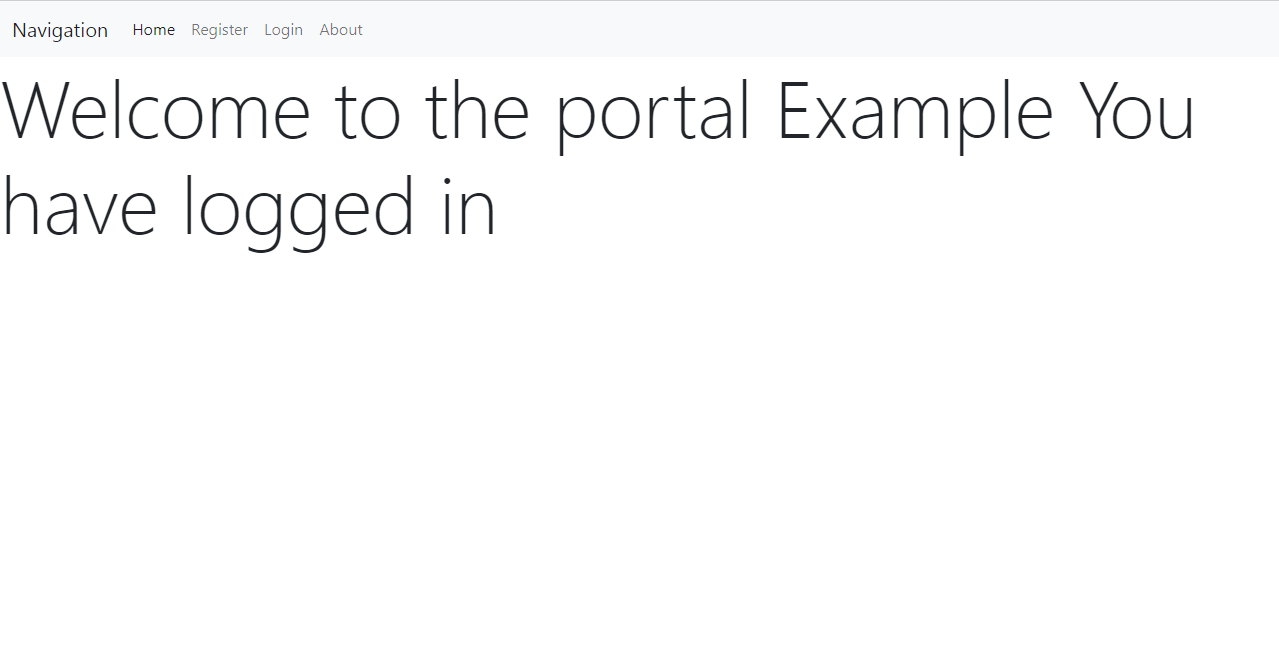 Navigation Home Register Login About
Welcome to the portal Example You
have logged in